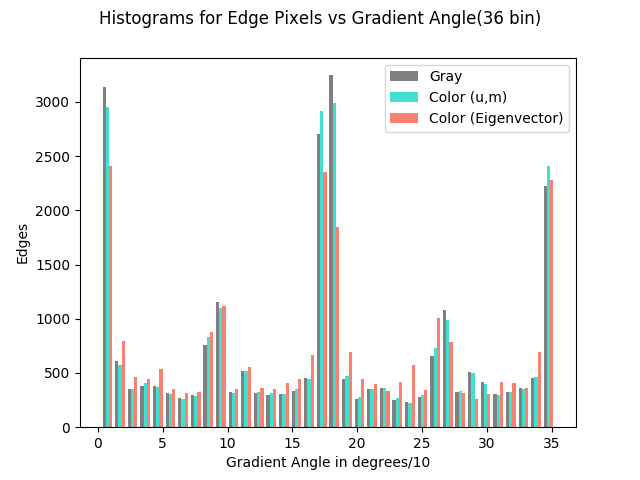 Histograms for Edge Pixels vs Gradient Angle(36 bin)
Gray
Color (u,m)
Color (Eigenvector)
3000
2500
2000
1500
1000
500
0
Edges
0 5 10 15 20 25 30 35
Gradient Angle in degrees/10